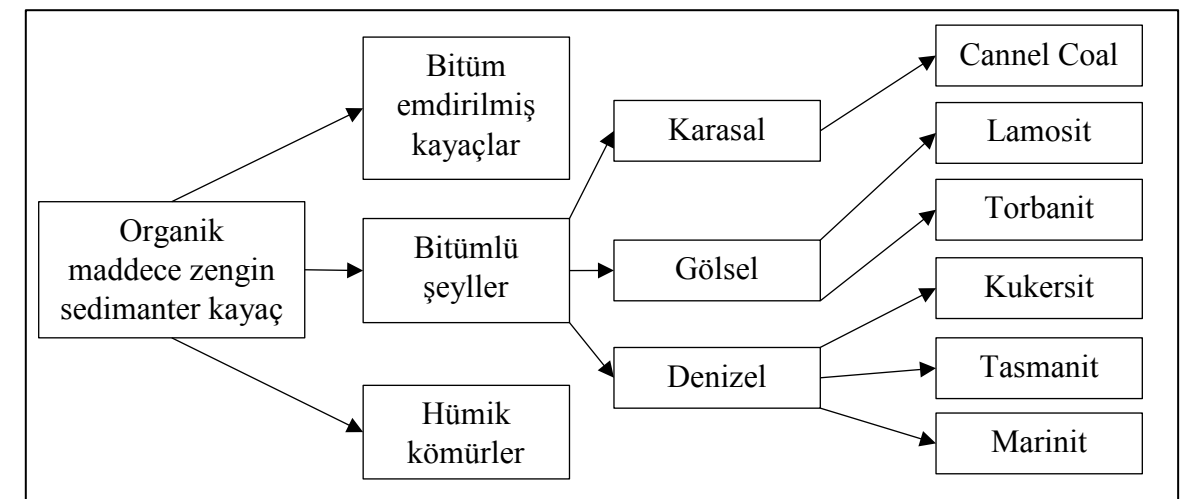 Organik
maddece zengin
sedimanter kayaç
Bitüm
emdirilmiş
kayaçlar
Bitümlü
şeyller
Hümik
kömürler
Karasal
Gölsel
Denizel
Cannel Coal
Lamosit
Torbanit
Kukersit
Tasmanit
Marinit